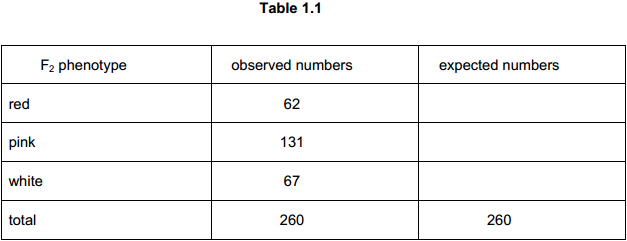 Table 1.1
F₂ phenotype observed numbers expected numbers
red 62
pink 131
white 67
total 260 260